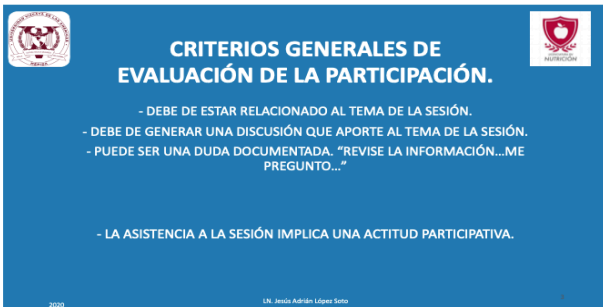 CRITERIOS GENERALES DE
EVALUACIÓN DE LA PARTICIPACIÓN.
NUTRICIÓN
- DEBE DE ESTAR RELACIONADO AL TEMA DE LA SESIÓN.
- DEBE DE GENERAR UNA DISCUSIÓN QUE APORTE AL TEMA DE LA SESIÓN.
- PUEDE SER UNA DUDA DOCUMENTADA. “REVISE LA INFORMACIÓN...ME
PREGUNTO...”
- LA ASISTENCIA A LA SESIÓN IMPLICA UNA ACTITUD PARTICIPATIVA.
2020
LN. Jesús Adrián López Soto